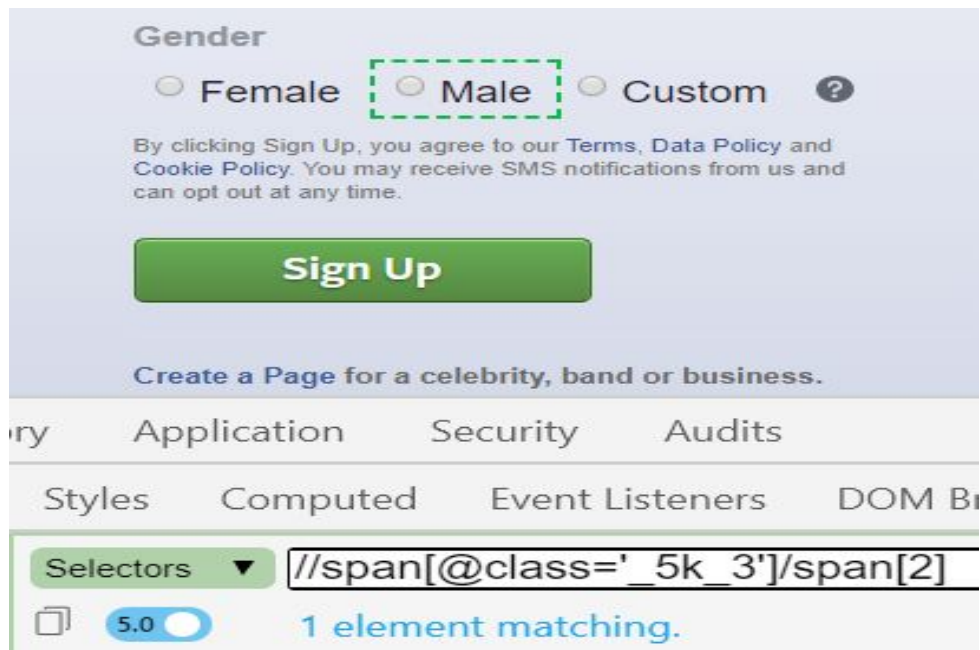 Gender
Female Male Custom ?
By clicking Sign Up, you agree to our Terms, Data Policy and
Cookie Policy. You may receive SMS notifications from us and
can opt out at any time.
Sign Up
Create a Page for a celebrity, band or business.
ry Application Security Audits
Styles Computed Event Listeners DOM Br
Selectors ▼ //span[@class='_5k_3']/span[2]
5.0 1 element matching.